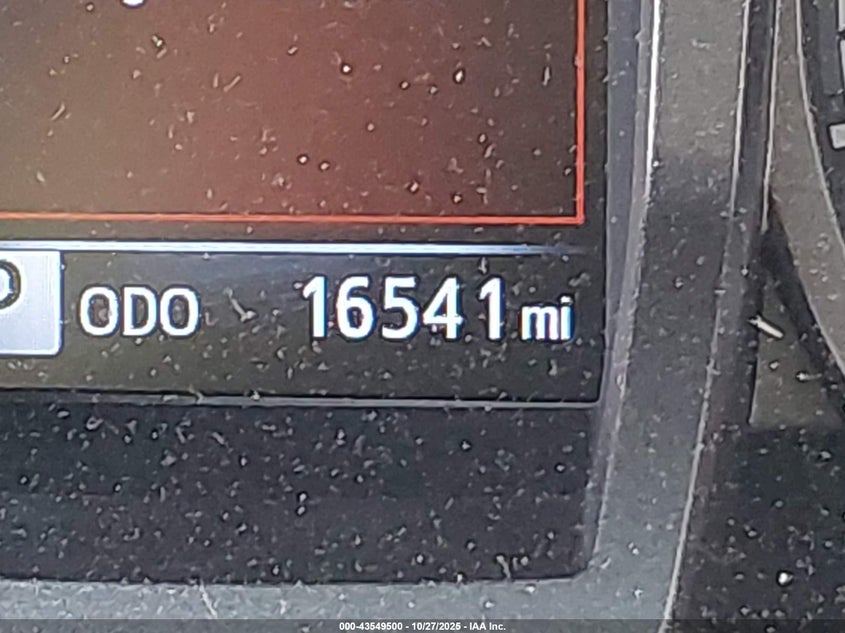 ODO 16541 mi
000-43549500 - 10/27/2025 - IAA Inc.